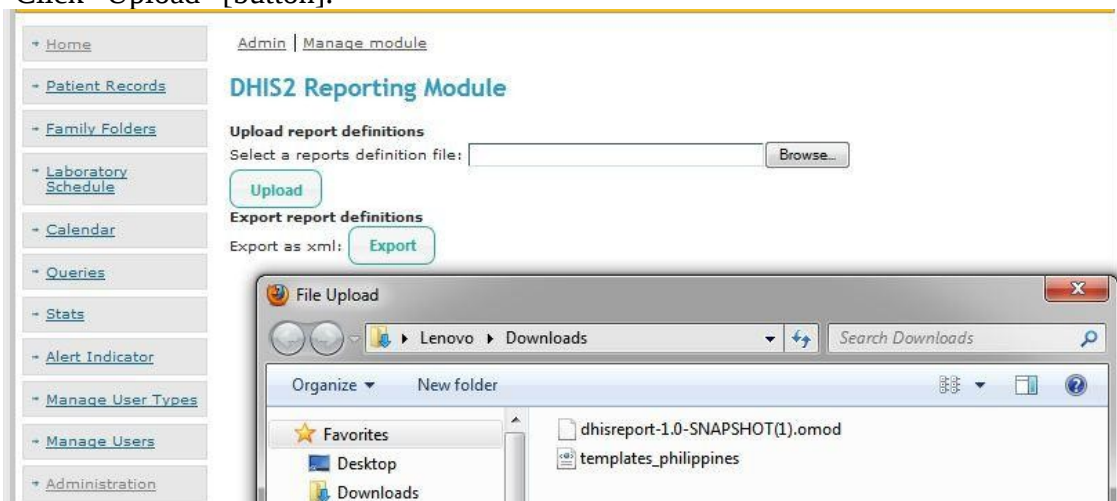 Click "Upload" [button].
Home
Patient Records
Family Folders
Laboratory
Schedule
Calendar
Queries
Stats
Alert Indicator
Manage User Types
Manage Users
Administration
Admin | Manage module
DHIS2 Reporting Module
Upload report definitions
Select a reports definition file: Browse...
Upload
Export report definitions
Export as xml: Export
File Upload
Lenovo Downloads Search Downloads
Organize New folder
Favorites
Desktop
Downloads
dhisreport-1.0-SNAPSHOT(1).omod
templates_philippines